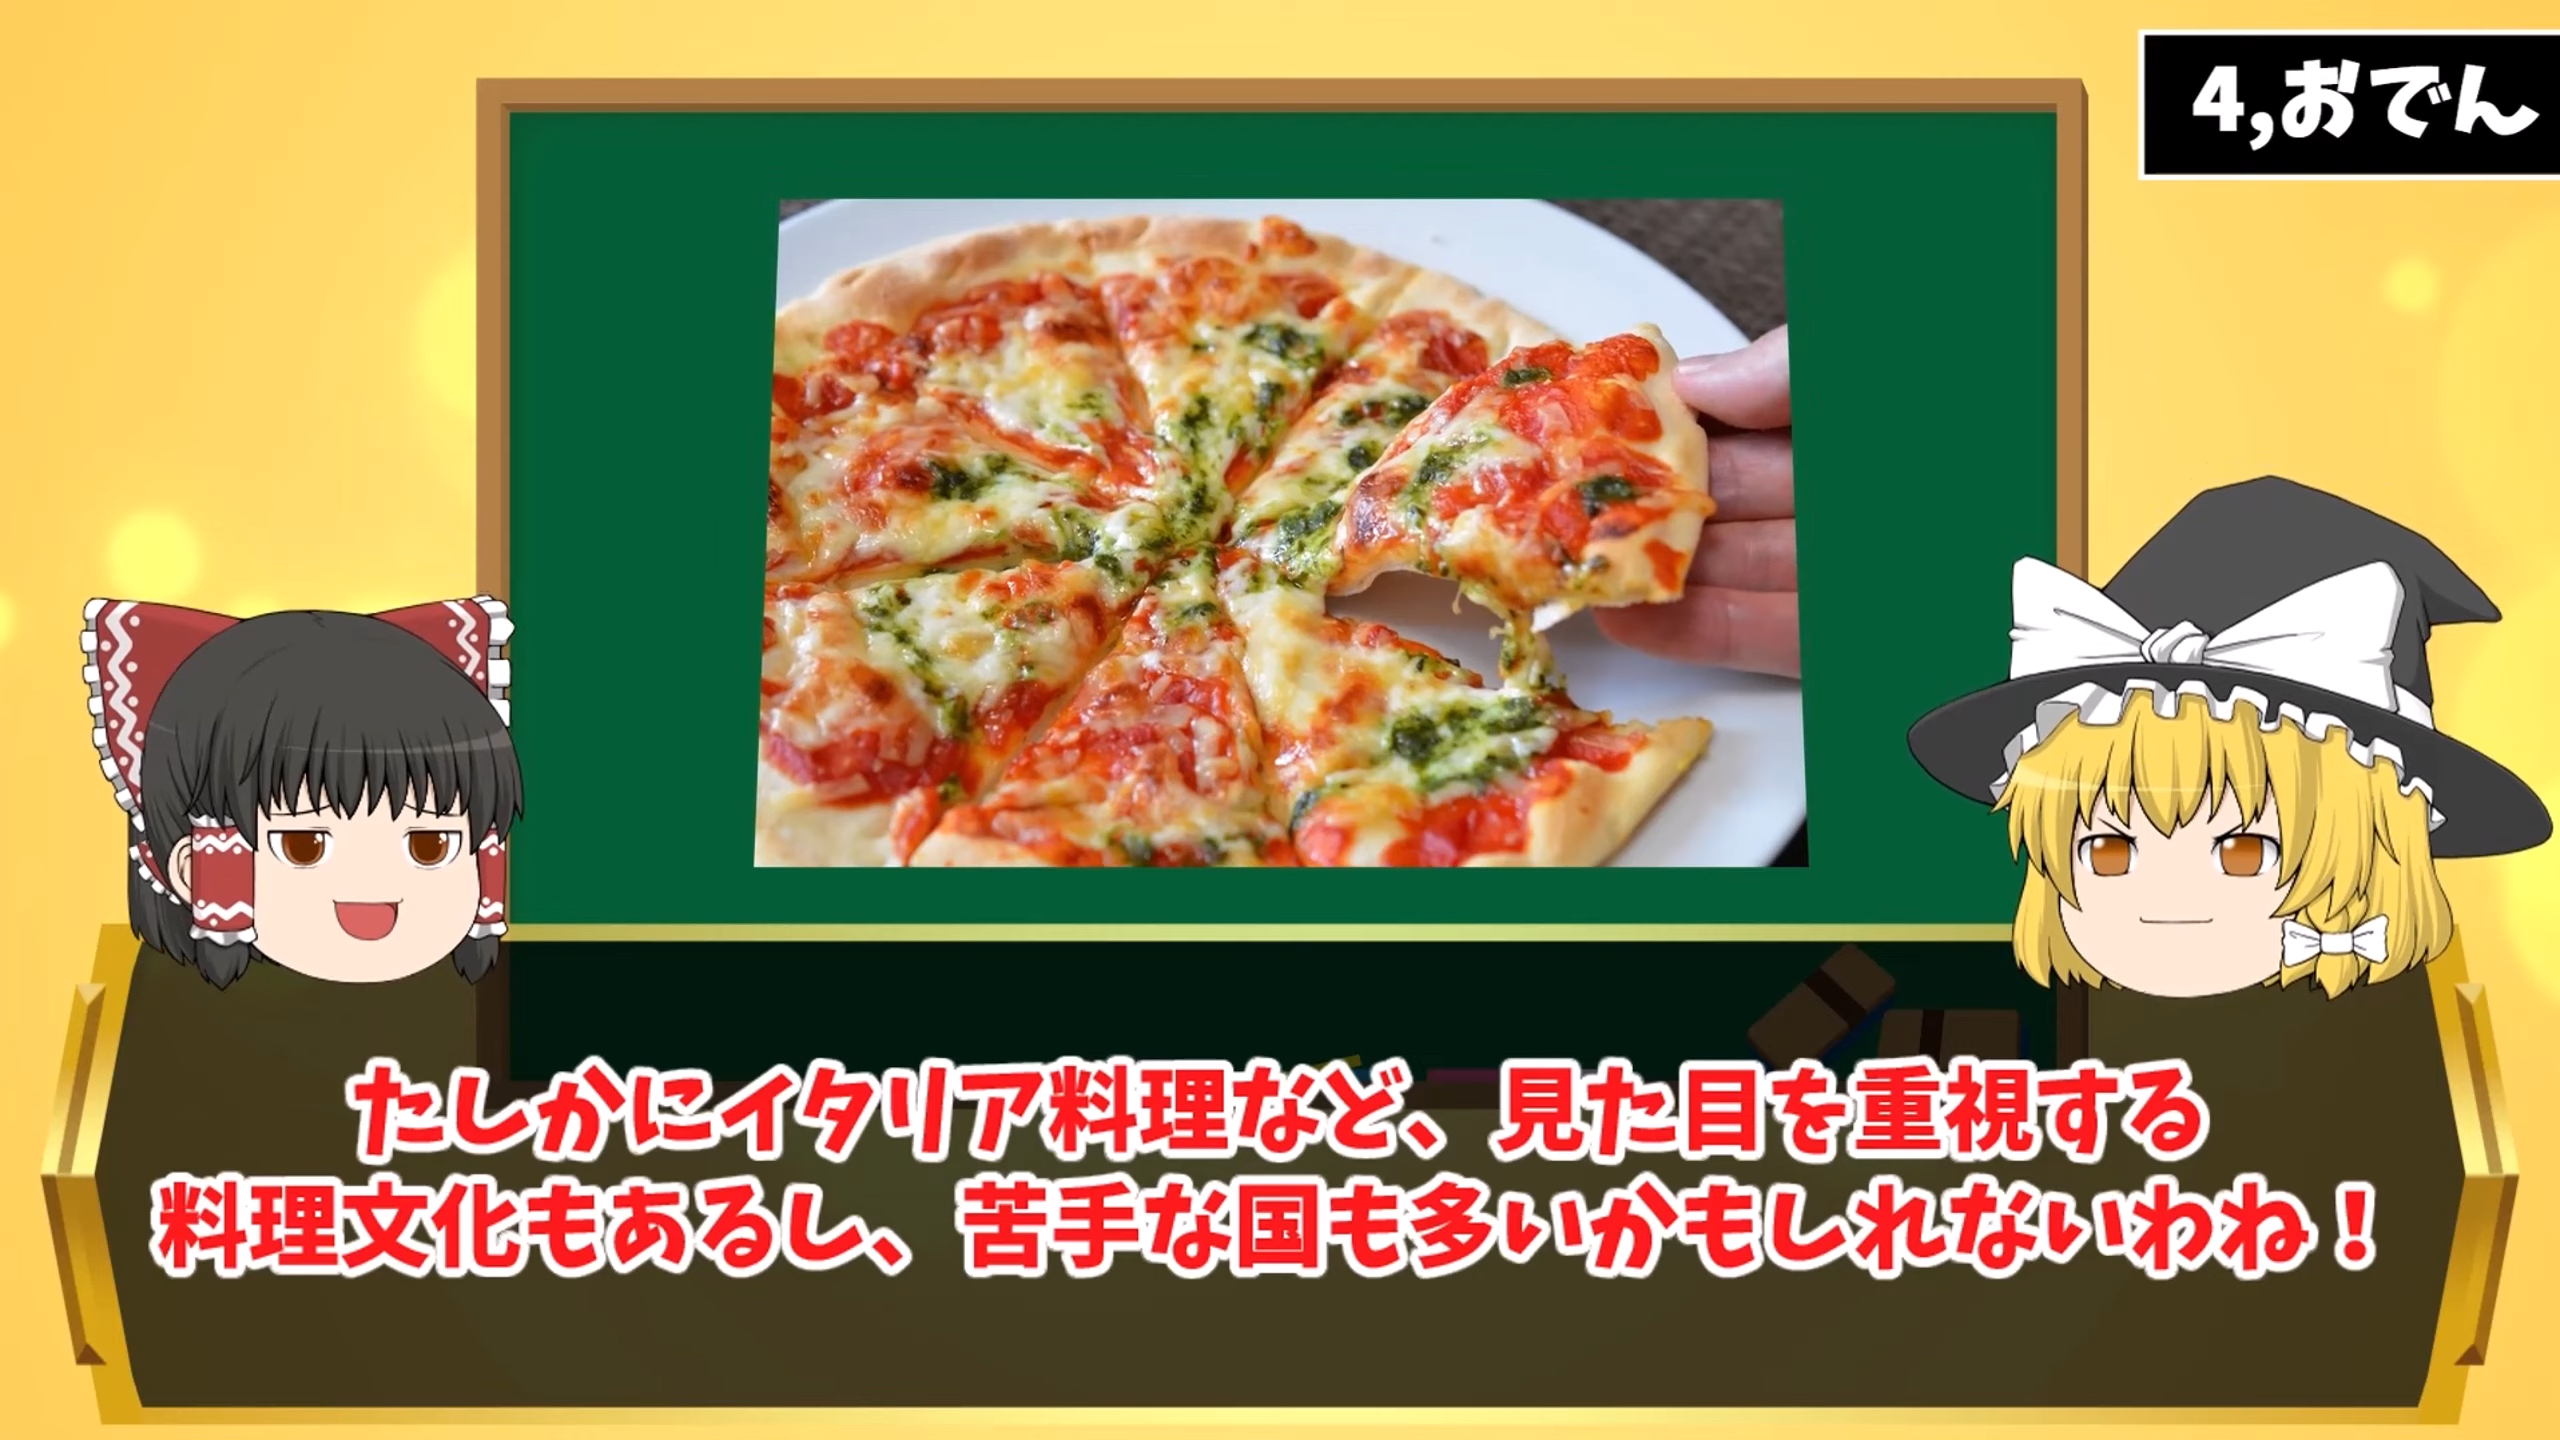 4,おでん
たしかにイタリア料理など、見た目を重視する
料理文化もあるし、苦手な国も多いかもしれないわね！